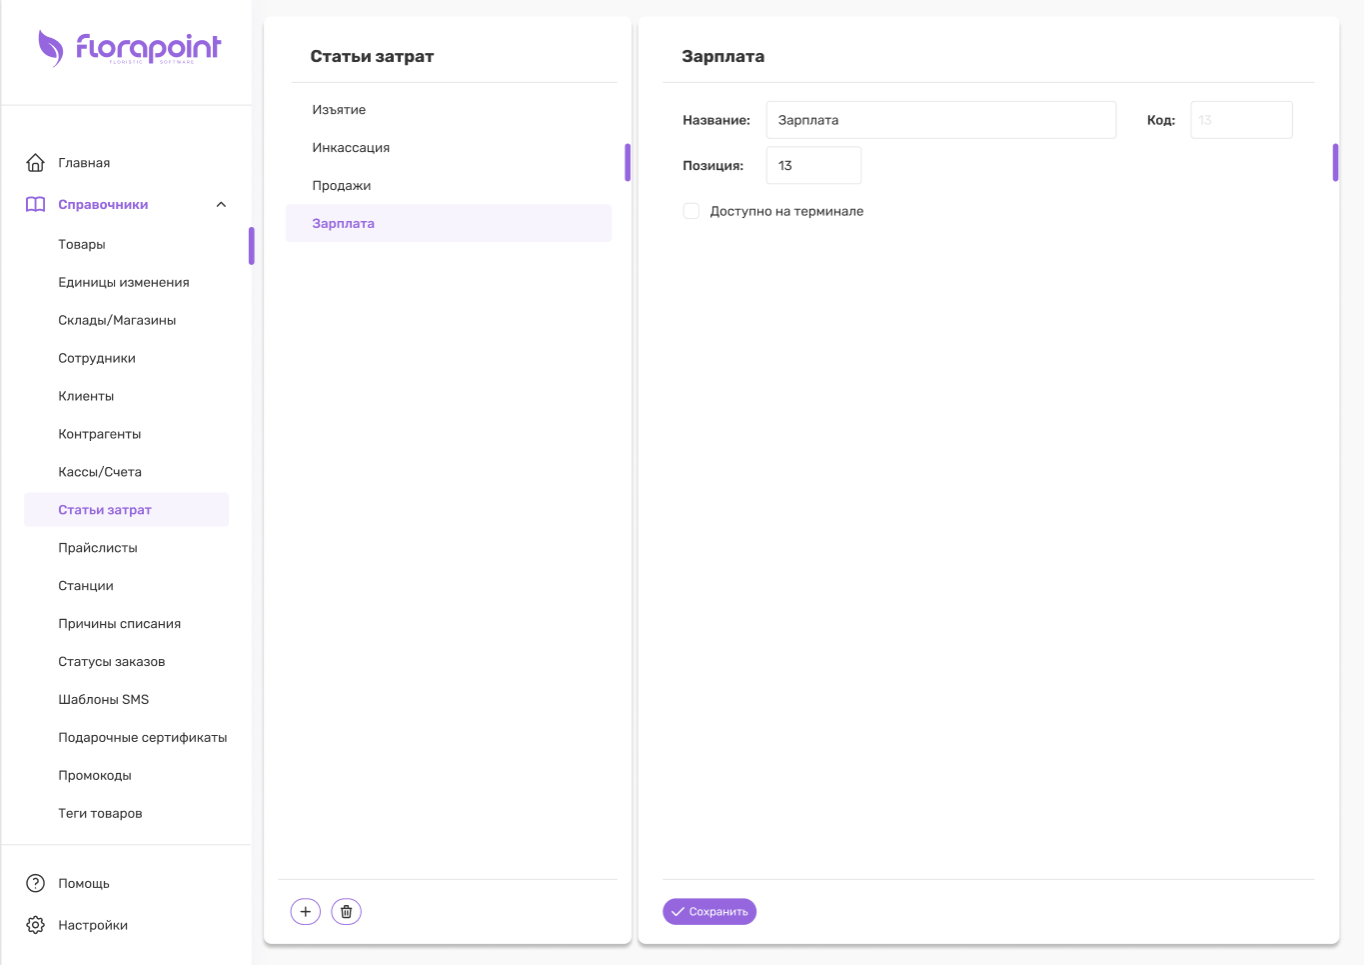 florapoint
FLORISTIC SOFTWARE
Главная
Справочники
Товары
Единицы изменения
Склады/Магазины
Сотрудники
Клиенты
Контрагенты
Кассы/Счета
Статьи затрат
Прайслисты
Станции
Причины списания
Статусы заказов
Шаблоны SMS
Подарочные сертификаты
Промокоды
Теги товаров
Помощь
Настройки
Статьи затрат
Изъятие
Инкассация
Продажи
Зарплата
Зарплата
Название: Зарплата Код: 13
Позиция: 13
Доступно на терминале
Сохранить